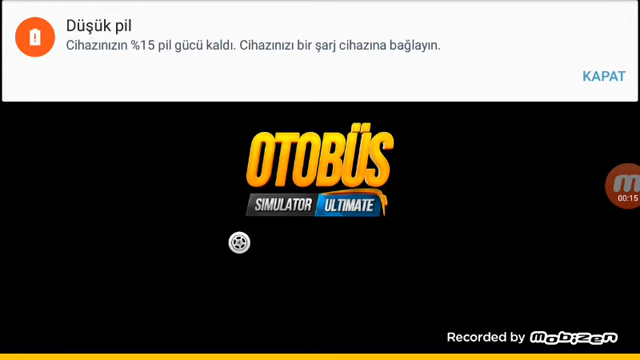 Düşük pil
Cihazınızın %15 pil gücü kaldı. Cihazınızı bir şarj cihazına bağlayın.
KAPAT
OTOBÜS
SIMULATOR ULTIMATE
00:15
Recorded by mobizen